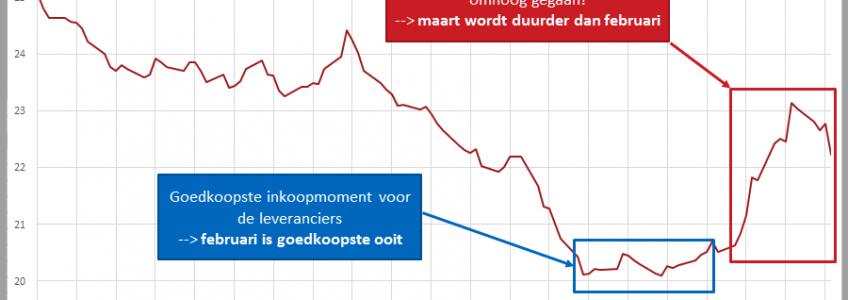 omhoog gegaan!
--> maart wordt duurder dan februari
24
23
Goedkoopste inkoopmoment voor
de leveranciers
--> februari is goedkoopste ooit
22
21
20